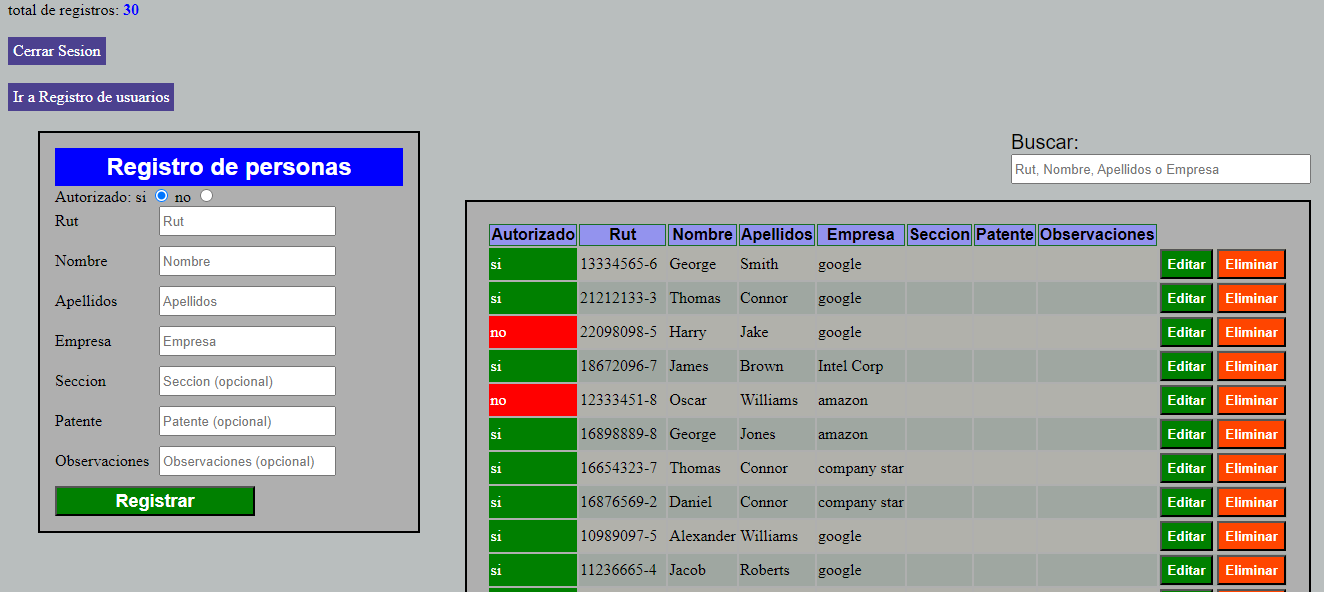 total de registros: 30
Cerrar Sesion
Ir a Registro de usuarios
Registro de personas
Autorizado: si no
Rut Rut
Nombre Nombre
Apellidos Apellidos
Empresa Empresa
Seccion Seccion (opcional)
Patente Patente (opcional)
Observaciones Observaciones (opcional)
Registrar
Buscar:
Rut, Nombre, Apellidos o Empresa
Autorizado Rut Nombre Apellidos Empresa Seccion Patente Observaciones
si 13334565-6 George Smith google Editar Eliminar
si 21212133-3 Thomas Connor google Editar Eliminar
no 22098098-5 Harry Jake google Editar Eliminar
si 18672096-7 James Brown Intel Corp Editar Eliminar
no 12333451-8 Oscar Williams amazon Editar Eliminar
si 16898889-8 George Jones amazon Editar Eliminar
si 16654323-7 Thomas Connor company star Editar Eliminar
si 16876569-2 Daniel Connor company star Editar Eliminar
si 10989097-5 Alexander Williams google Editar Eliminar
si 11236665-4 Jacob Roberts google Editar Eliminar